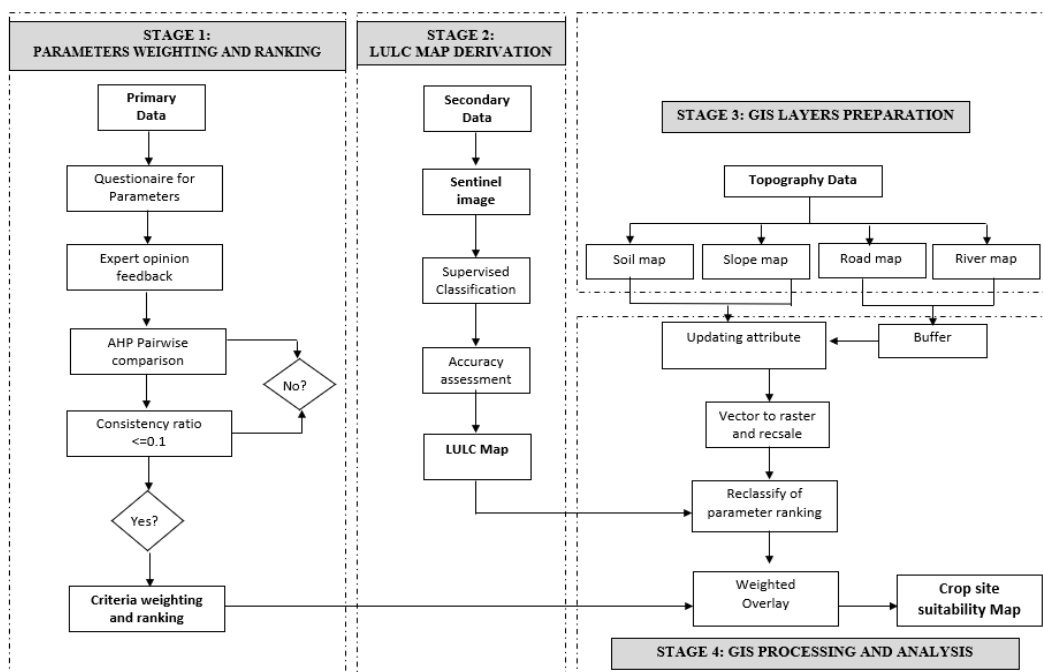 STAGE 1:
PARAMETERS WEIGHTING AND RANKING
Primary
Data
Questionaire for
Parameters
Expert opinion
feedback
AHP Pairwise
comparison
No?
Consistency ratio
<=0.1
Yes?
Criteria weighting
and ranking
STAGE 2:
LULC MAP DERIVATION
Secondary
Data
Sentinel
image
Supervised
Classification
Accuracy
assessment
LULC Map
STAGE 3: GIS LAYERS PREPARATION
Topography Data
Soil map
Slope map
Road map
River map
Updating attribute
Buffer
Vector to raster
and recsale
Reclassify of
parameter ranking
Weighted
Overlay
Crop site
suitability Map
STAGE 4: GIS PROCESSING AND ANALYSIS